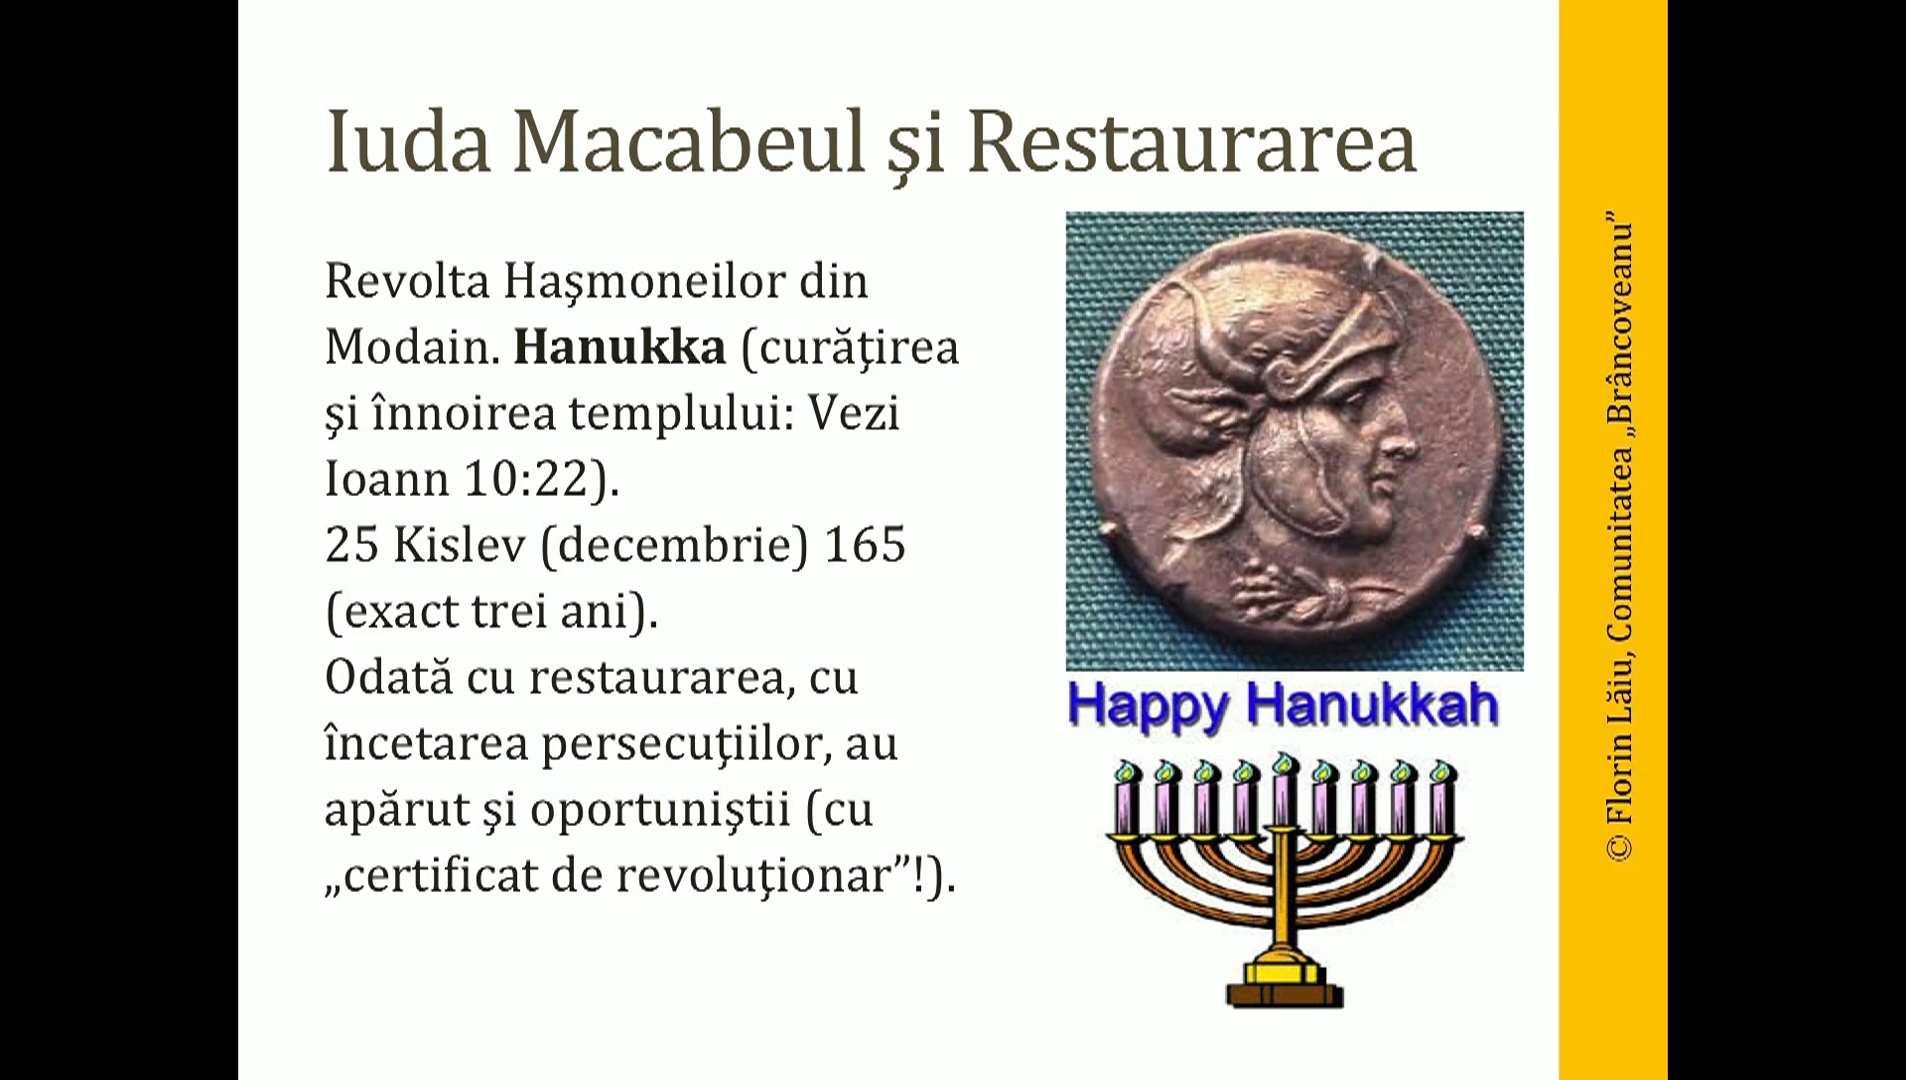 Iuda Macabeul şi Restaurarea
Revolta Haşmoneilor din
Modain. Hanukka (curăţirea
şi înnoirea templului: Vezi
Ioann 10:22).
25 Kislev (decembrie) 165
(exact trei ani).
Odată cu restaurarea, cu
încetarea persecuţiilor, au
apărut şi oportuniştii (cu
„certificat de revoluţionar”!).
Happy Hanukkah
© Florin Lăiu, Comunitatea „Brâncoveanu”